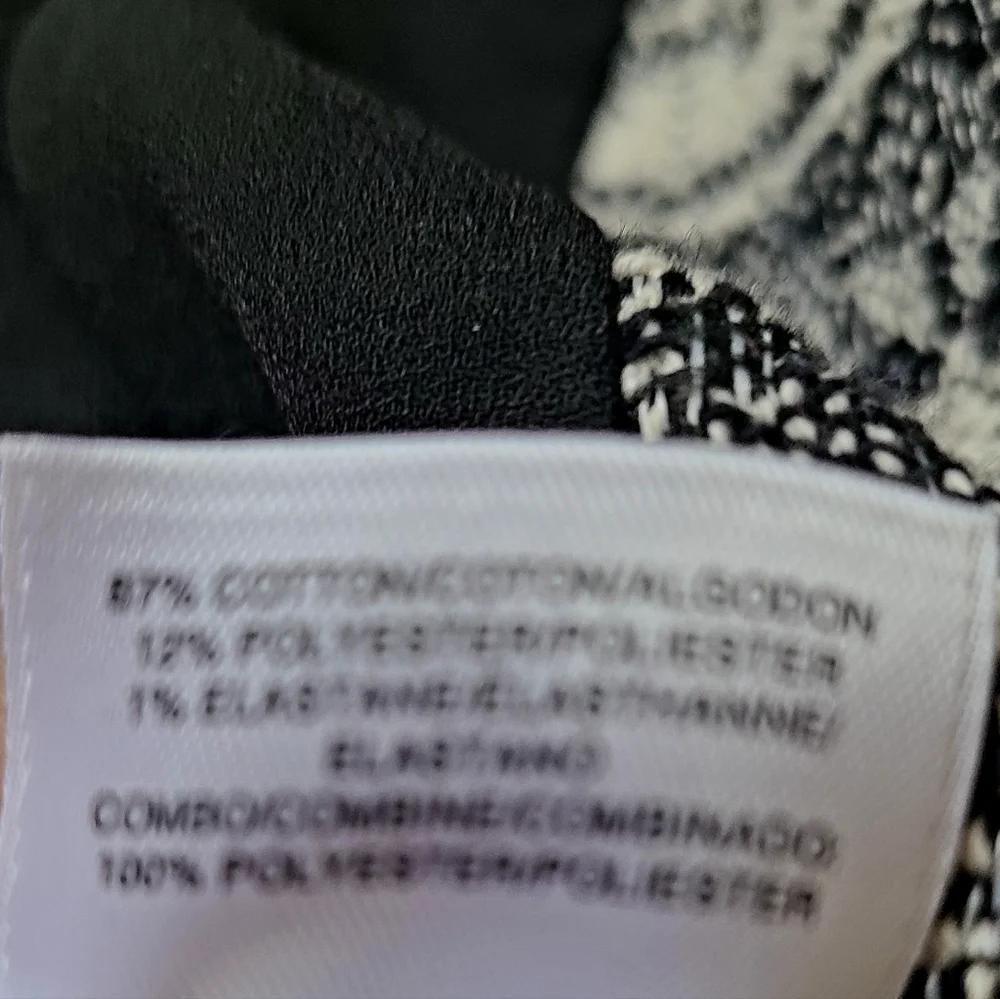 87% COTTON/COTON/ALGODON
12% POLYESTER/POLIESTER
1% ELASTANE/ELASTHANNE/
ELASTANO
COMBO/COMBINE/COMBINADO:
100% POLYESTER/POLIESTER